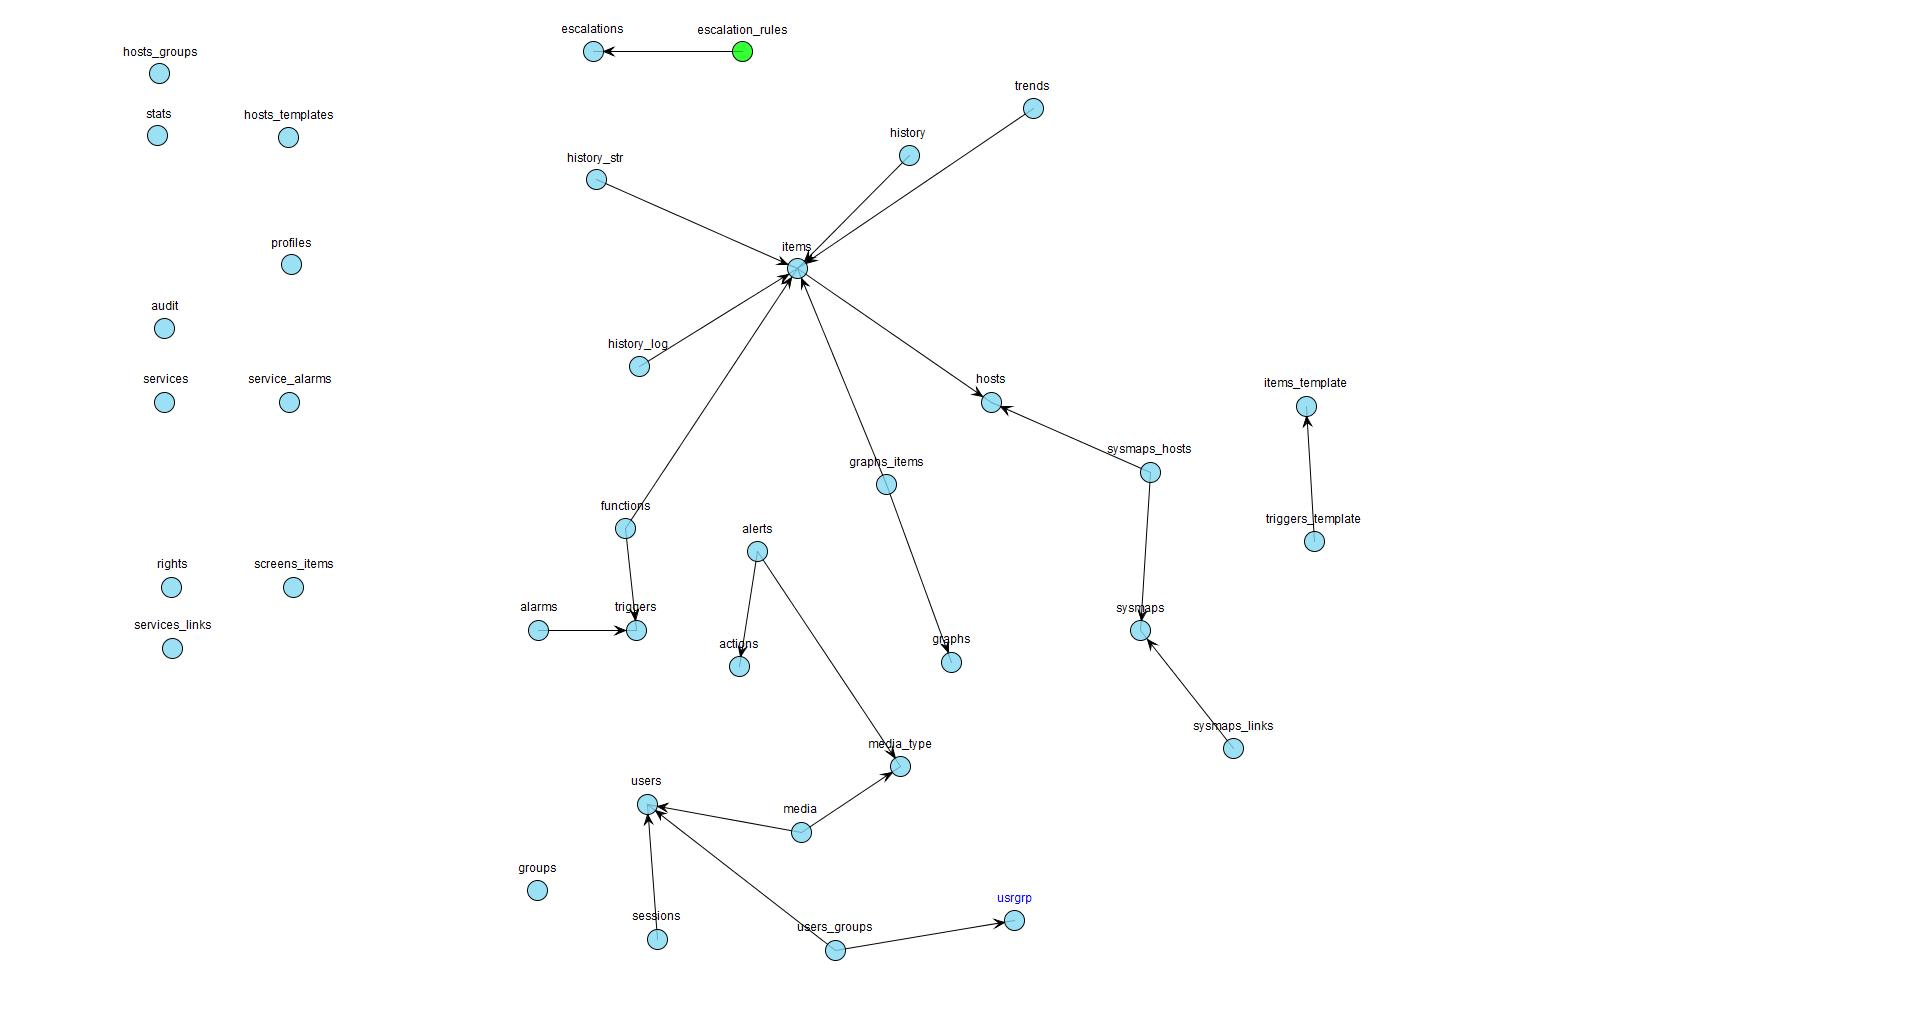 escalations
escalation_rules
hosts_groups
trends
stats
hosts_templates
history
history_str
profiles
items
audit
history_log
services
service_alarms
hosts
items_template
sysmaps_hosts
graphs_items
functions
triggers_template
alerts
rights
screens_items
alarms
triggers
sysmaps
services_links
graphs
actions
sysmaps_links
media_type
users
media
groups
usrgrp
sessions
users_groups